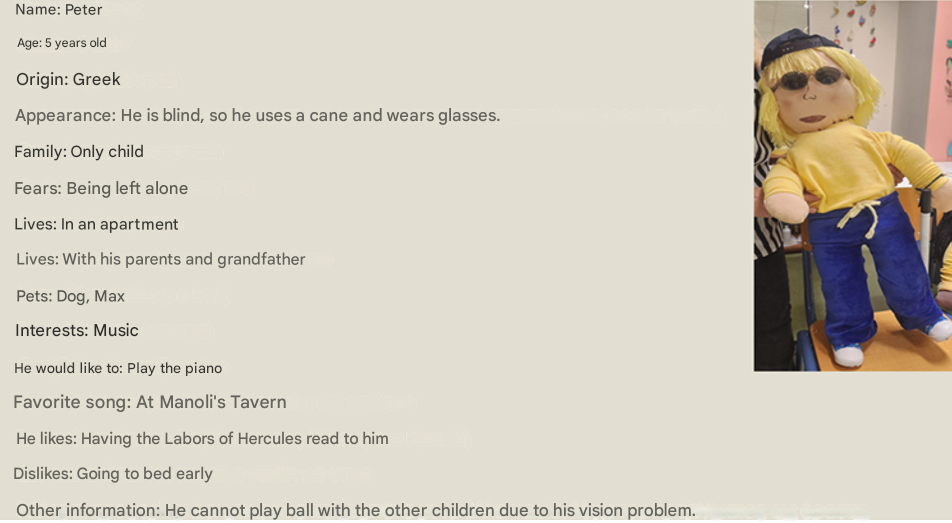 Name: Peter
Age: 5 years old
Origin: Greek
Appearance: He is blind, so he uses a cane and wears glasses.
Family: Only child
Fears: Being left alone
Lives: In an apartment
Lives: With his parents and grandfather
Pets: Dog, Max
Interests: Music
He would like to: Play the piano
Favorite song: At Manoli's Tavern
He likes: Having the Labors of Hercules read to him
Dislikes: Going to bed early
Other information: He cannot play ball with the other children due to his vision problem.